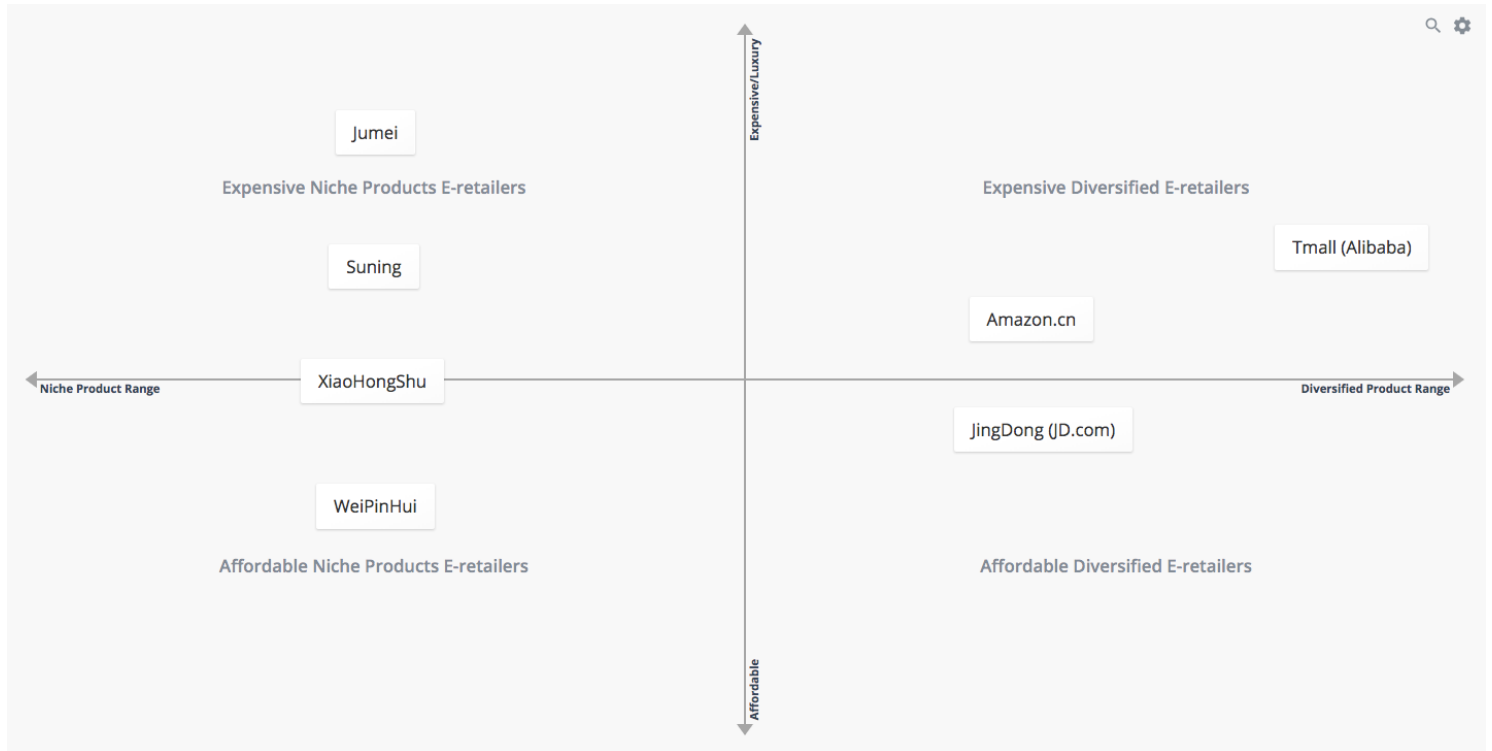 Expensive/Luxury
Jumei
Expensive Niche Products E-retailers
Expensive Diversified E-retailers
Tmall (Alibaba)
Suning
Amazon.cn
XiaoHongShu
Niche Product Range
Diversified Product Range
JingDong (JD.com)
WeiPinHui
Affordable Niche Products E-retailers
Affordable Diversified E-retailers
Affordable